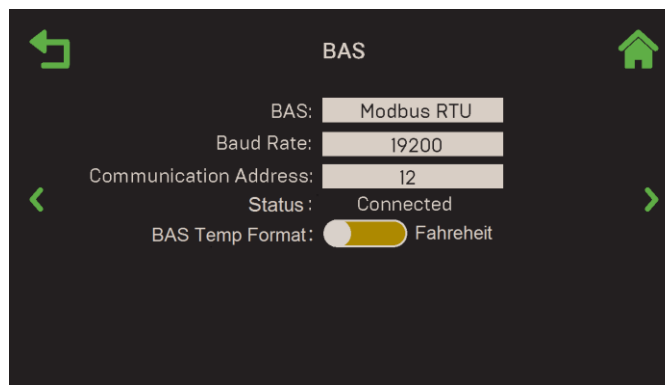 BAS
BAS: Modbus RTU
Baud Rate: 19200
Communication Address: 12
Status : Connected
BAS Temp Format: Fahreheit